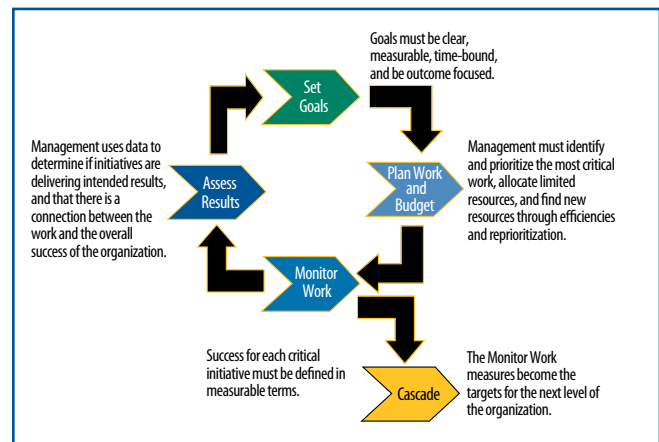 Goals must be clear,
measurable, time-bound,
and be outcome focused.
Set
Goals
Management uses data to
determine if initiatives are
delivering intended results,
and that there is a
connection between the
work and the overall
success of the organization.
Assess
Results
Plan Work
and
Budget
Management must identify
and prioritize the most critical
work, allocate limited
resources, and find new
resources through efficiencies
and reprioritization.
Monitor
Work
Success for each critical
initiative must be defined in
measurable terms.
Cascade
The Monitor Work
measures become the
targets for the next level of
the organization.